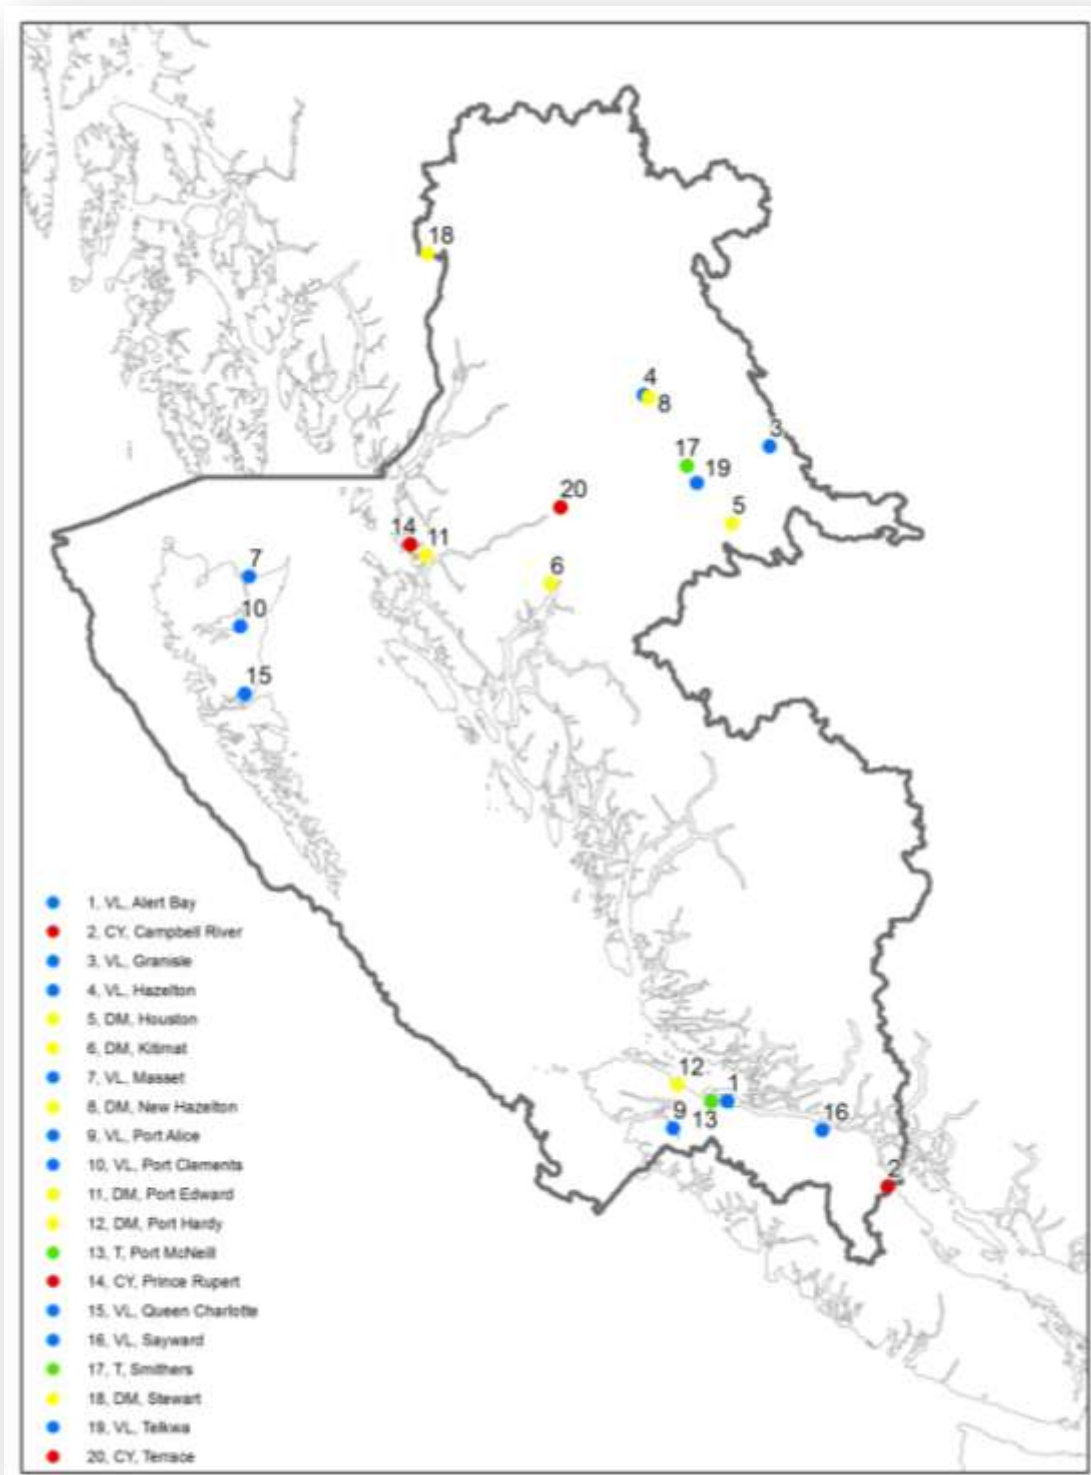 18
4
8
3
17
19
20
5
14
11
6
7
10
15
12
1
13
9
16
2
1, VL, Alert Bay
2, CY, Campbell River
3, VL, Granisle
4, VL, Hazelton
5, DM, Houston
6, DM, Kitimat
7, VL, Masset
8, DM, New Hazelton
9, VL, Port Alice
10, VL, Port Clements
11, DM, Port Edward
12, DM, Port Hardy
13, T, Port McNeill
14, CY, Prince Rupert
15, VL, Queen Charlotte
16, VL, Sayward
17, T, Smithers
18, DM, Stewart
19, VL, Telkwa
20, CY, Terrace